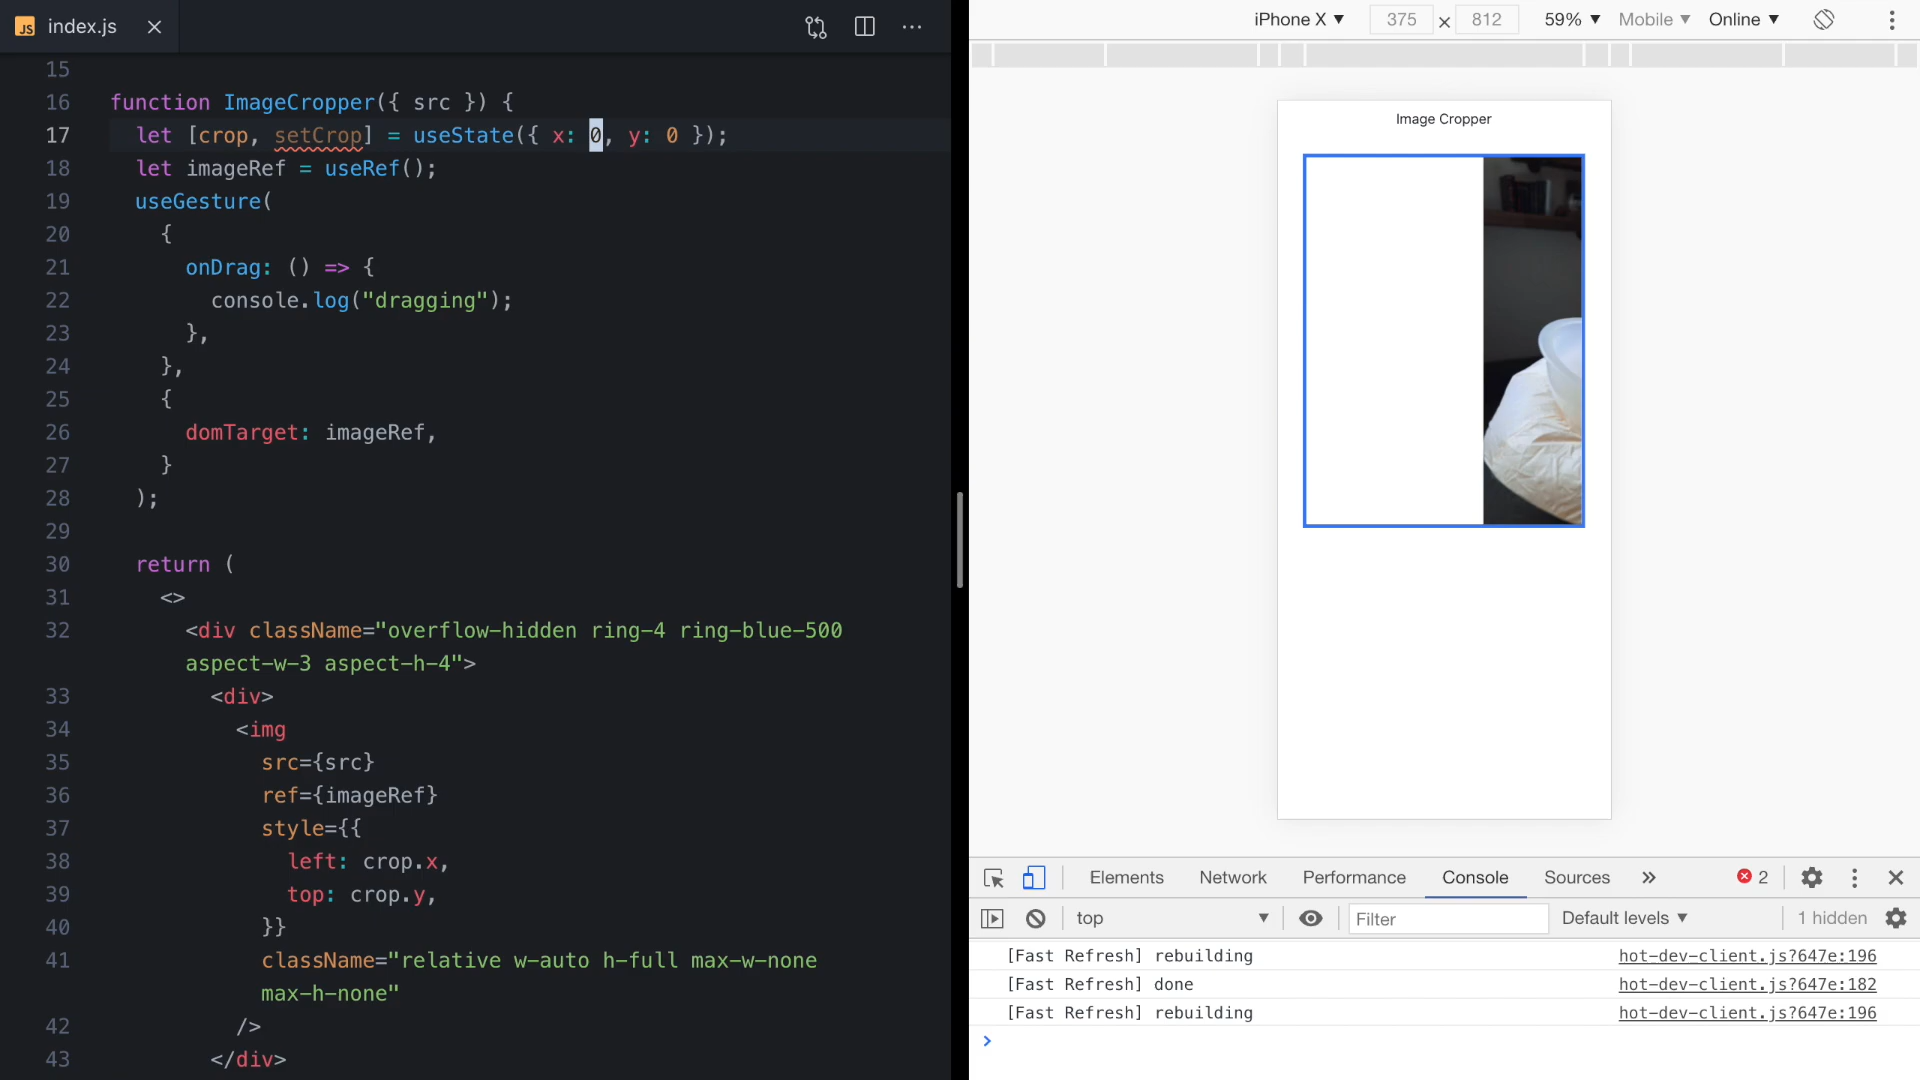 JS index.js
15
16 function ImageCropper({ src }) {
17 let [crop, setCrop] = useState({ x: 0, y: 0 });
18 let imageRef = useRef();
19 useGesture(
20 {
21 onDrag: () => {
22 console.log("dragging");
23 },
24 },
25 {
26 domTarget: imageRef,
27 }
28 );
29
30 return (
31 <>
32 <div className="overflow-hidden ring-4 ring-blue-500
aspect-w-3 aspect-h-4">
33 <div>
34 <img
35 src={src}
36 ref={imageRef}
37 style={{
38 left: crop.x,
39 top: crop.y,
40 }}
41 className="relative w-auto h-full max-w-none
max-h-none"
42 />
43 </div>
iPhone X ▼ 375 × 812 59% ▼ Mobile ▼ Online ▼
Image Cropper
Elements Network Performance Console Sources » 2
top ▼ Filter Default levels ▼ 1 hidden
[Fast Refresh] rebuilding hot-dev-client.js?647e:196
[Fast Refresh] done hot-dev-client.js?647e:182
[Fast Refresh] rebuilding hot-dev-client.js?647e:196